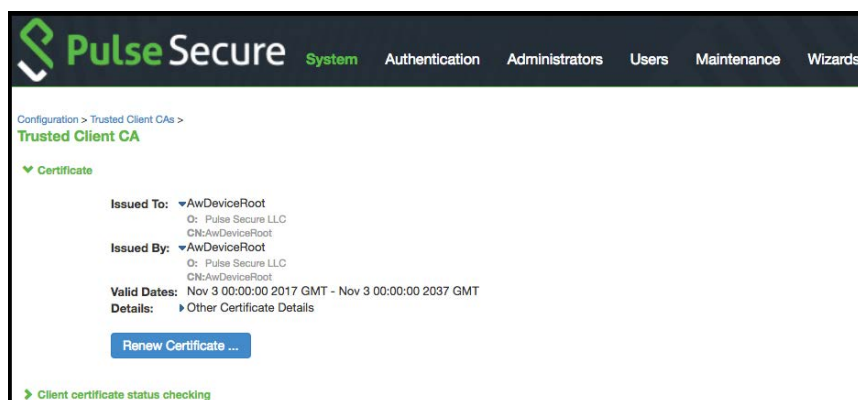 Pulse Secure System Authentication Administrators Users Maintenance Wizards
Configuration > Trusted Client CAs >
Trusted Client CA
Certificate
Issued To: AwDeviceRoot
O: Pulse Secure LLC
CN:AwDeviceRoot
Issued By: AwDeviceRoot
O: Pulse Secure LLC
CN:AwDeviceRoot
Valid Dates: Nov 3 00:00:00 2017 GMT - Nov 3 00:00:00 2037 GMT
Details: Other Certificate Details
Renew Certificate ...
Client certificate status checking